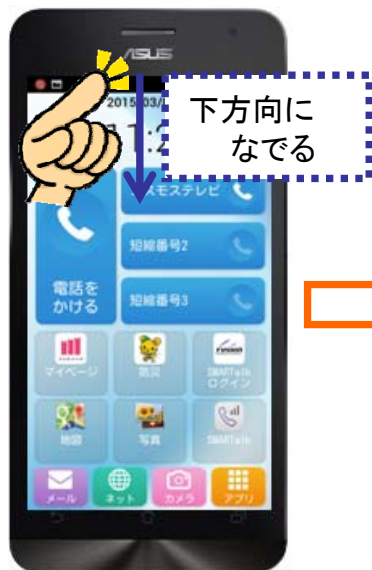 ASUS
2015/03/
下方向に
なでる
11:2
スモステレビ
短縮番号2
電話を
かける
短縮番号3
マイページ
防災
SMARTalk
ログイン
地図
写真
SMARTalk
メール
ネット
カメラ
アプリ